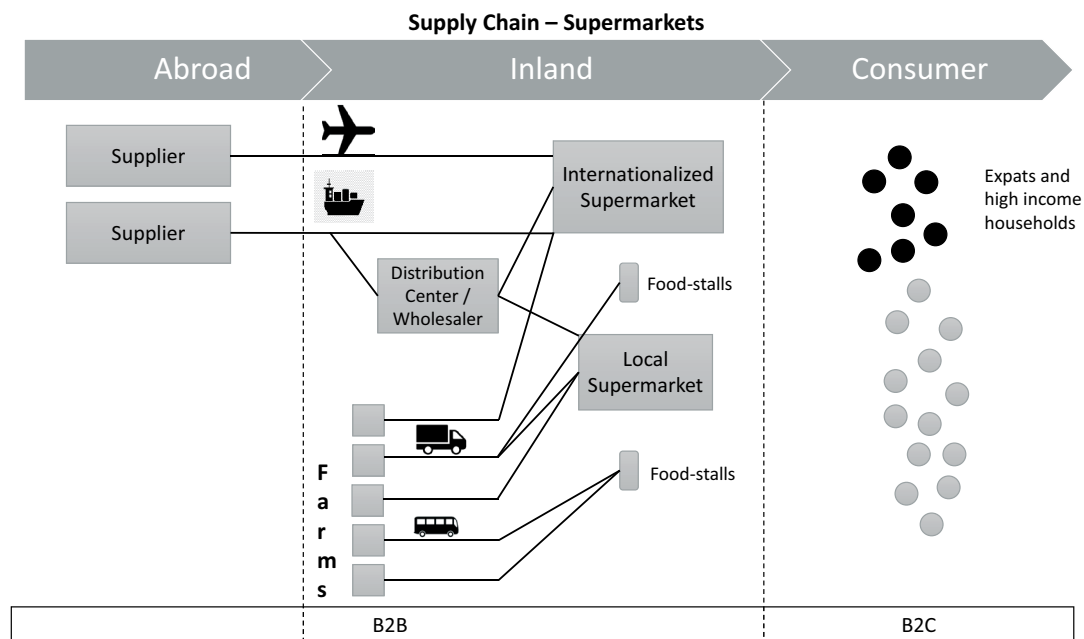 Supply Chain – Supermarkets
Abroad
Inland
Consumer
Supplier
Supplier
Internationalized
Supermarket
Distribution
Center /
Wholesaler
Food-stalls
Local
Supermarket
Food-stalls
F
a
r
m
s
Expats and
high income
households
B2B
B2C